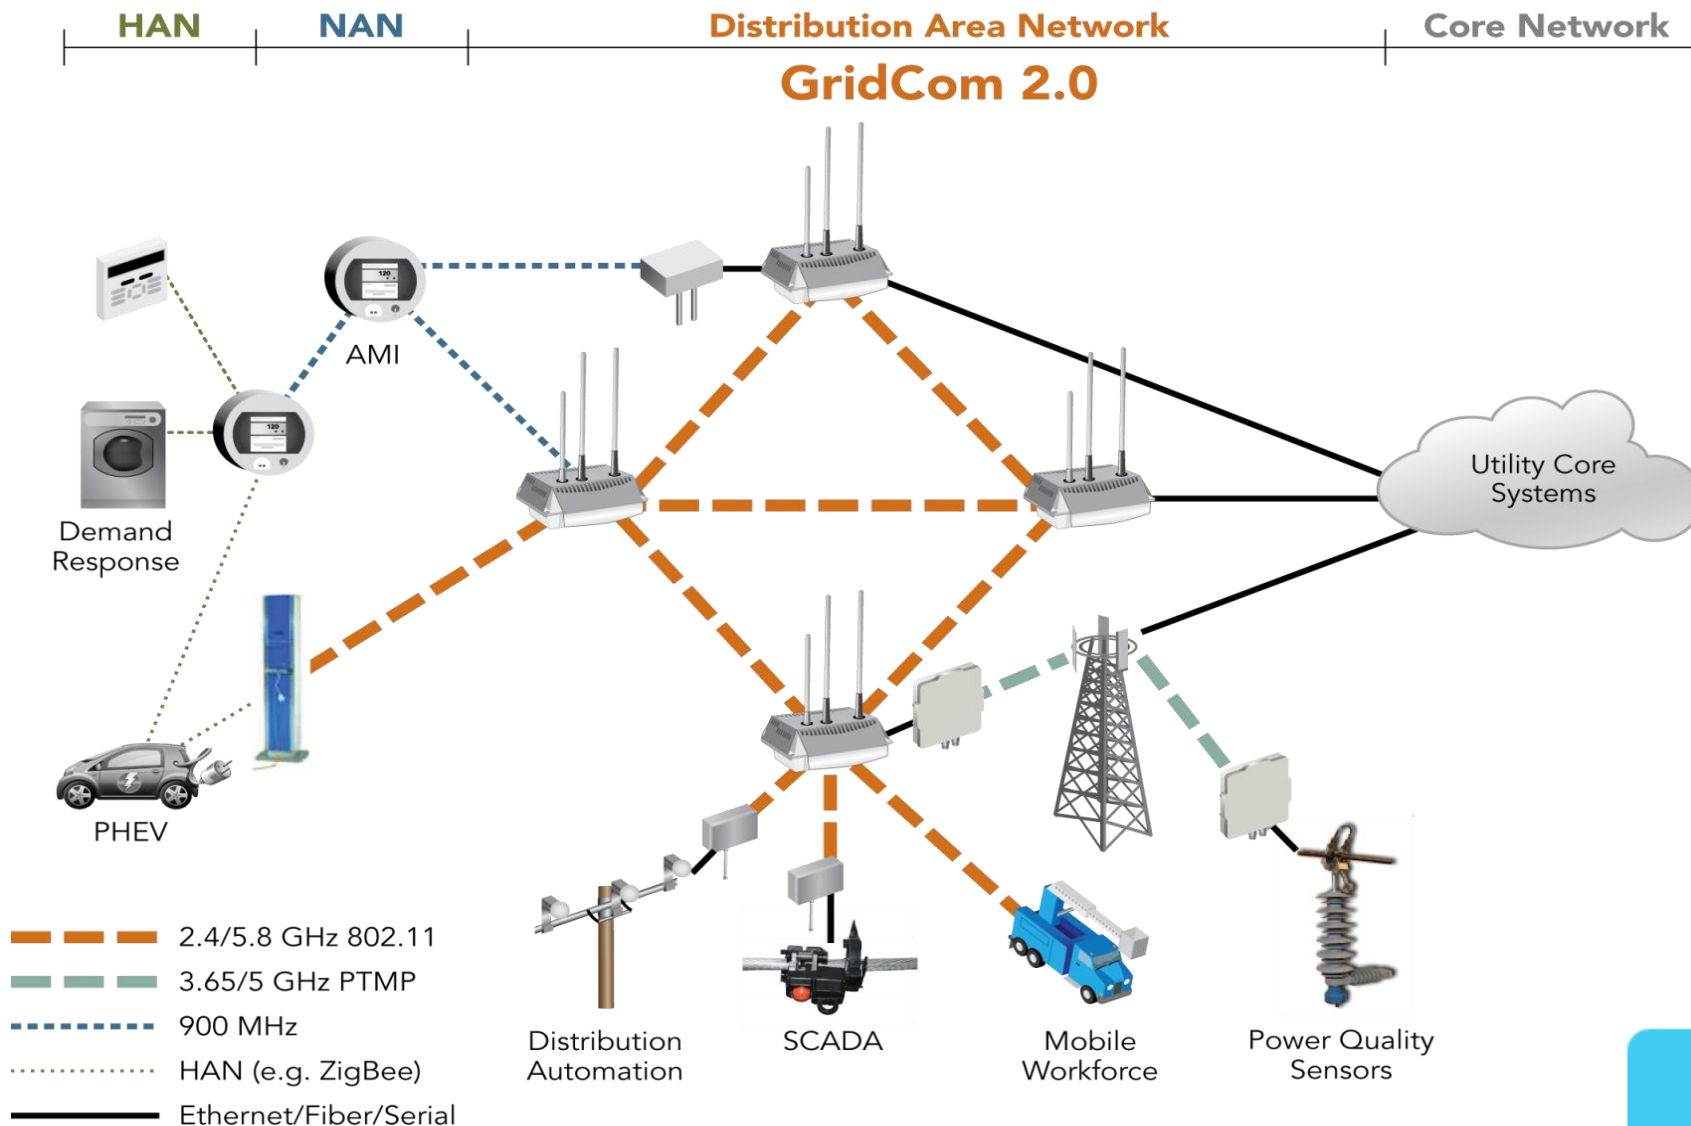 HAN
NAN
Distribution Area Network
Core Network
GridCom 2.0
120
AMI
120
Demand
Response
Utility Core
Systems
PHEV
2.4/5.8 GHz 802.11
3.65/5 GHz PTMP
900 MHz
HAN (e.g. ZigBee)
Ethernet/Fiber/Serial
Distribution
Automation
SCADA
Mobile
Workforce
Power Quality
Sensors